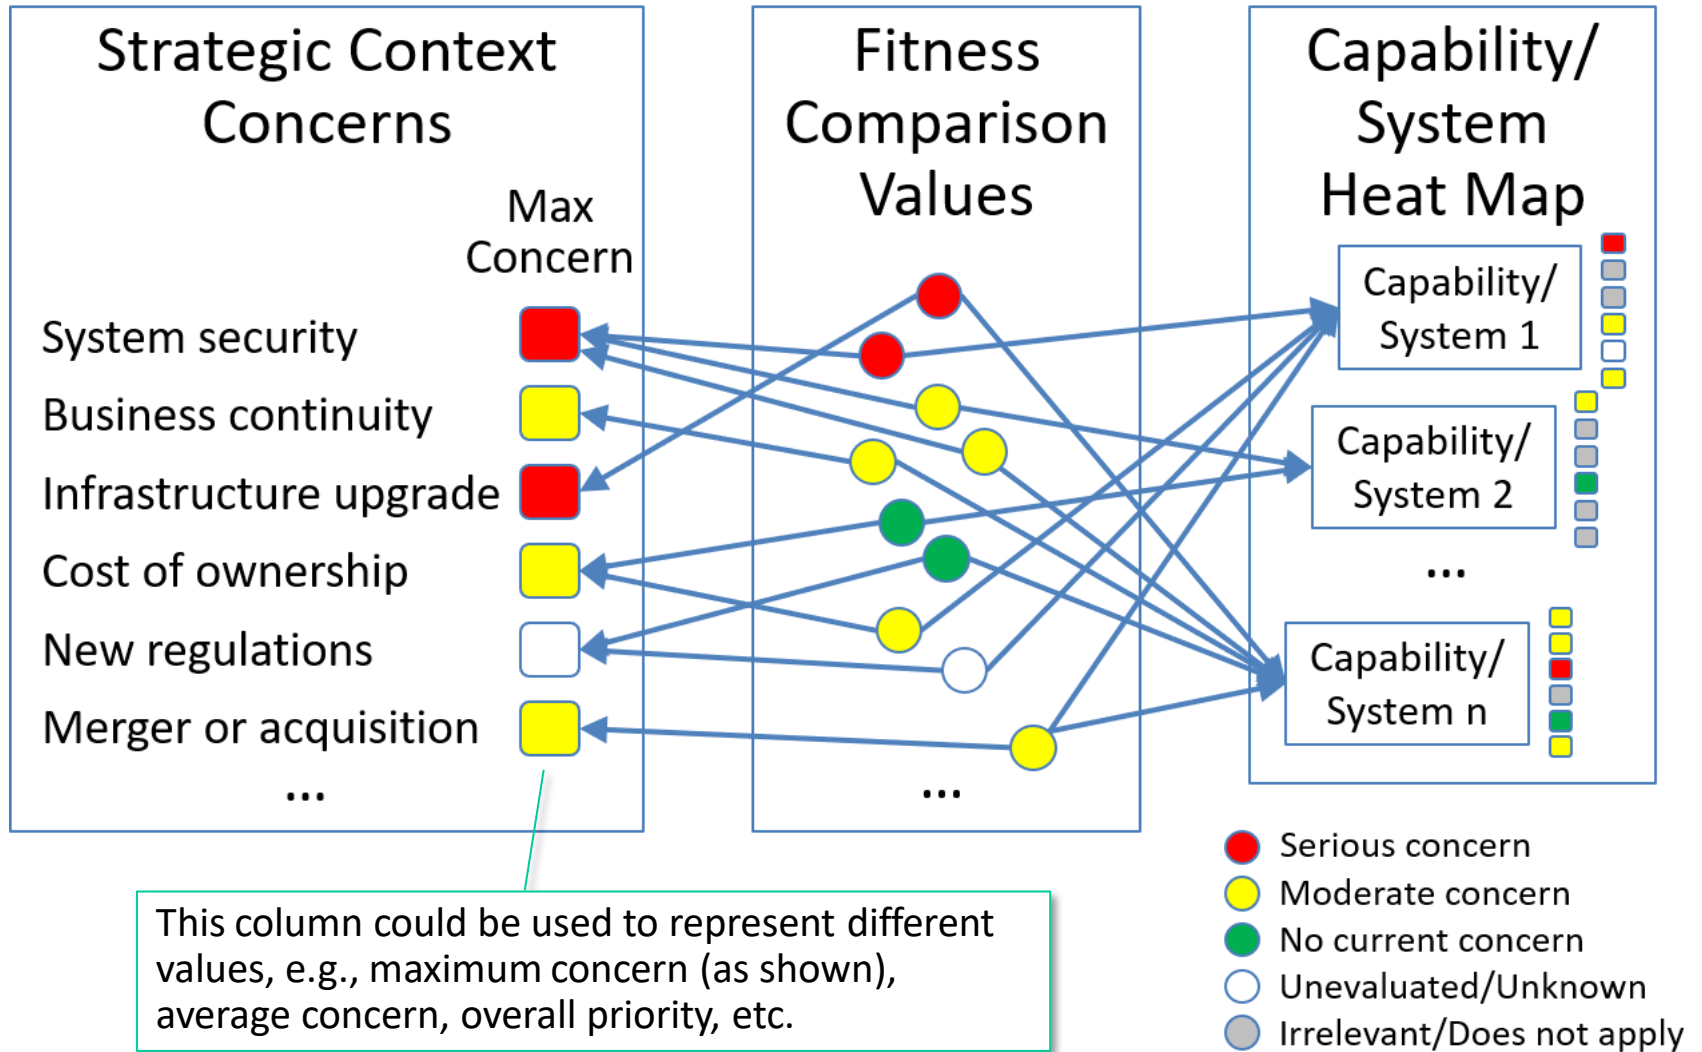 Strategic Context
Concerns
Max
Concern
System security
Business continuity
Infrastructure upgrade
Cost of ownership
New regulations
Merger or acquisition
...
Fitness
Comparison
Values
...
Capability/
System
Heat Map
Capability/
System 1
Capability/
System 2
...
Capability/
System n
This column could be used to represent different
values, e.g., maximum concern (as shown),
average concern, overall priority, etc.
Serious concern
Moderate concern
No current concern
Unevaluated/Unknown
Irrelevant/Does not apply